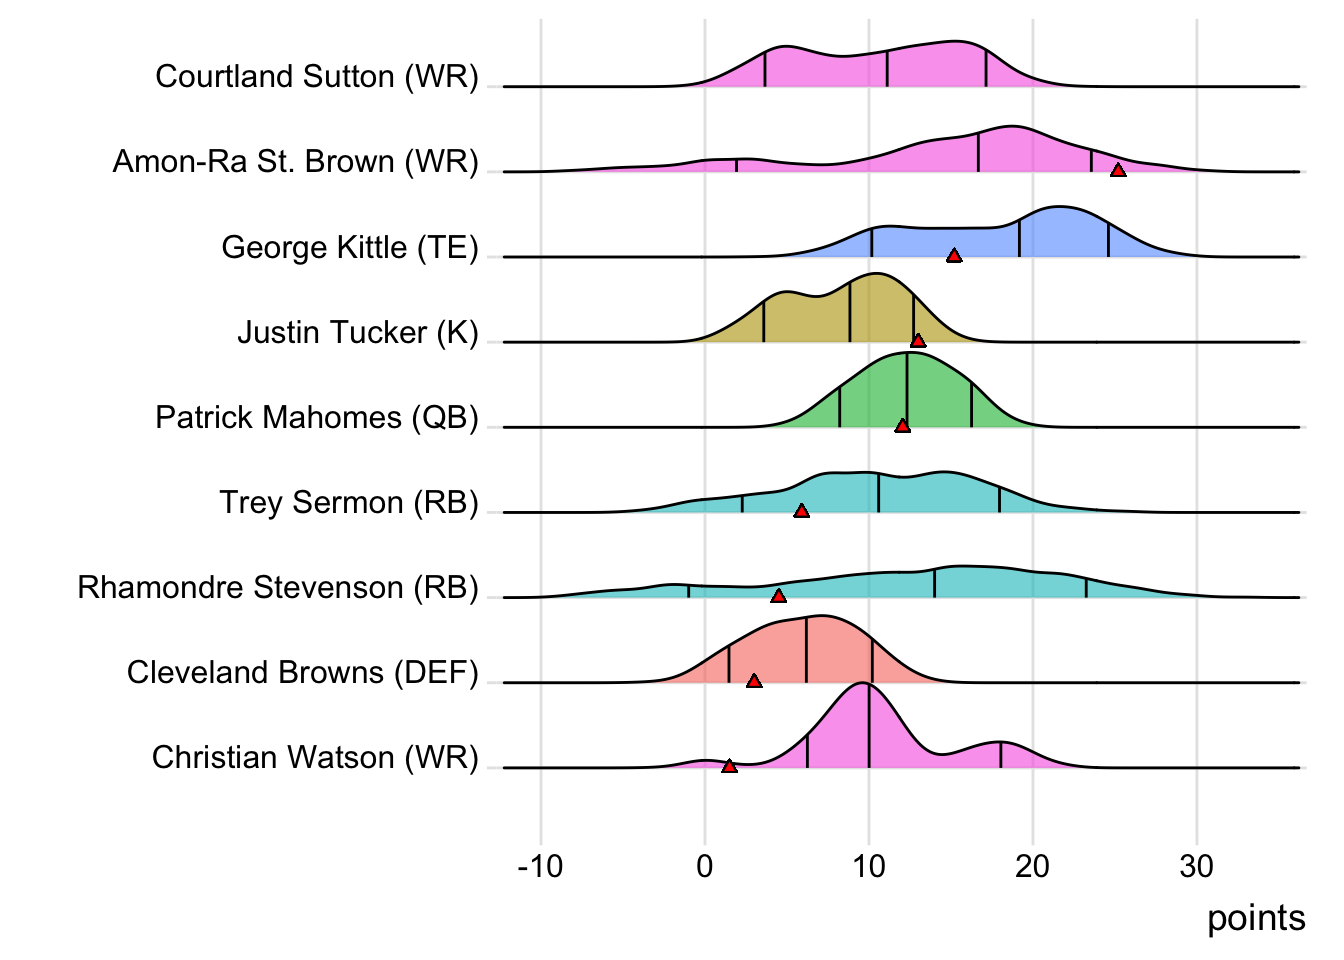 Courtland Sutton (WR)
Amon-Ra St. Brown (WR)
George Kittle (TE)
Justin Tucker (K)
Patrick Mahomes (QB)
Trey Sermon (RB)
Rhamondre Stevenson (RB)
Cleveland Browns (DEF)
Christian Watson (WR)
-10 0 10 20 30
points